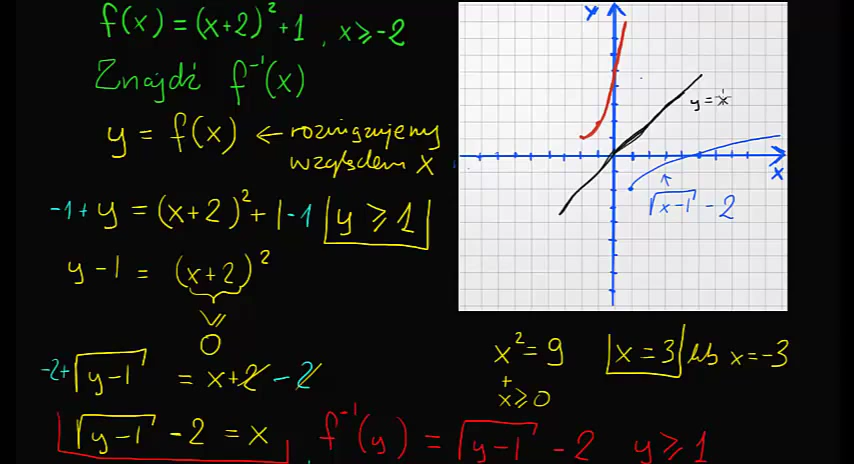 f(x) = (x+2)² + 1, x ≥ -2
Znajdź f⁻¹(x)
y = f(x) ← rozwiązujemy
względem x
-1 + y = (x+2)² + 1 - 1 y ≥ 1
y - 1 = (x+2)²
≥
0
-2 + √(y-1) = x + 2 - 2
√(y-1) - 2 = x
f⁻¹(y) = √(y-1) - 2 y ≥ 1
y
y = x
x
√(x-1) - 2
x² = 9 x = 3 lub x = -3
+
x ≥ 0